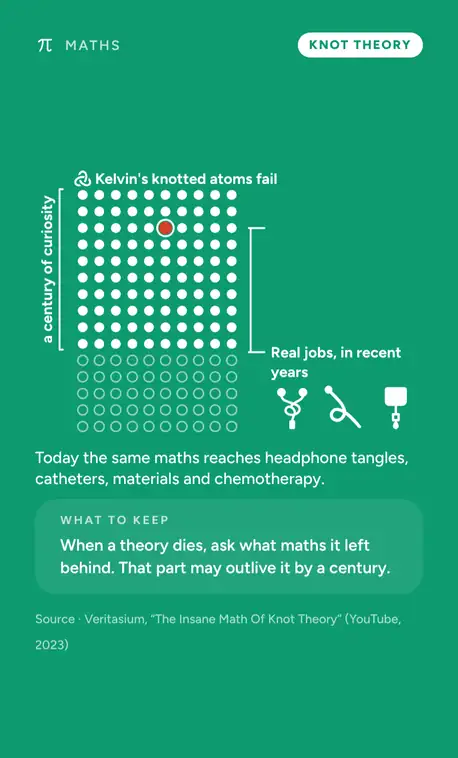 π MATHS
KNOT THEORY
Kelvin's knotted atoms fail
a century of curiosity
Real jobs, in recent
years
Today the same maths reaches headphone tangles,
catheters, materials and chemotherapy.
WHAT TO KEEP
When a theory dies, ask what maths it left
behind. That part may outlive it by a century.
Source · Veritasium, “The Insane Math Of Knot Theory” (YouTube,
2023)